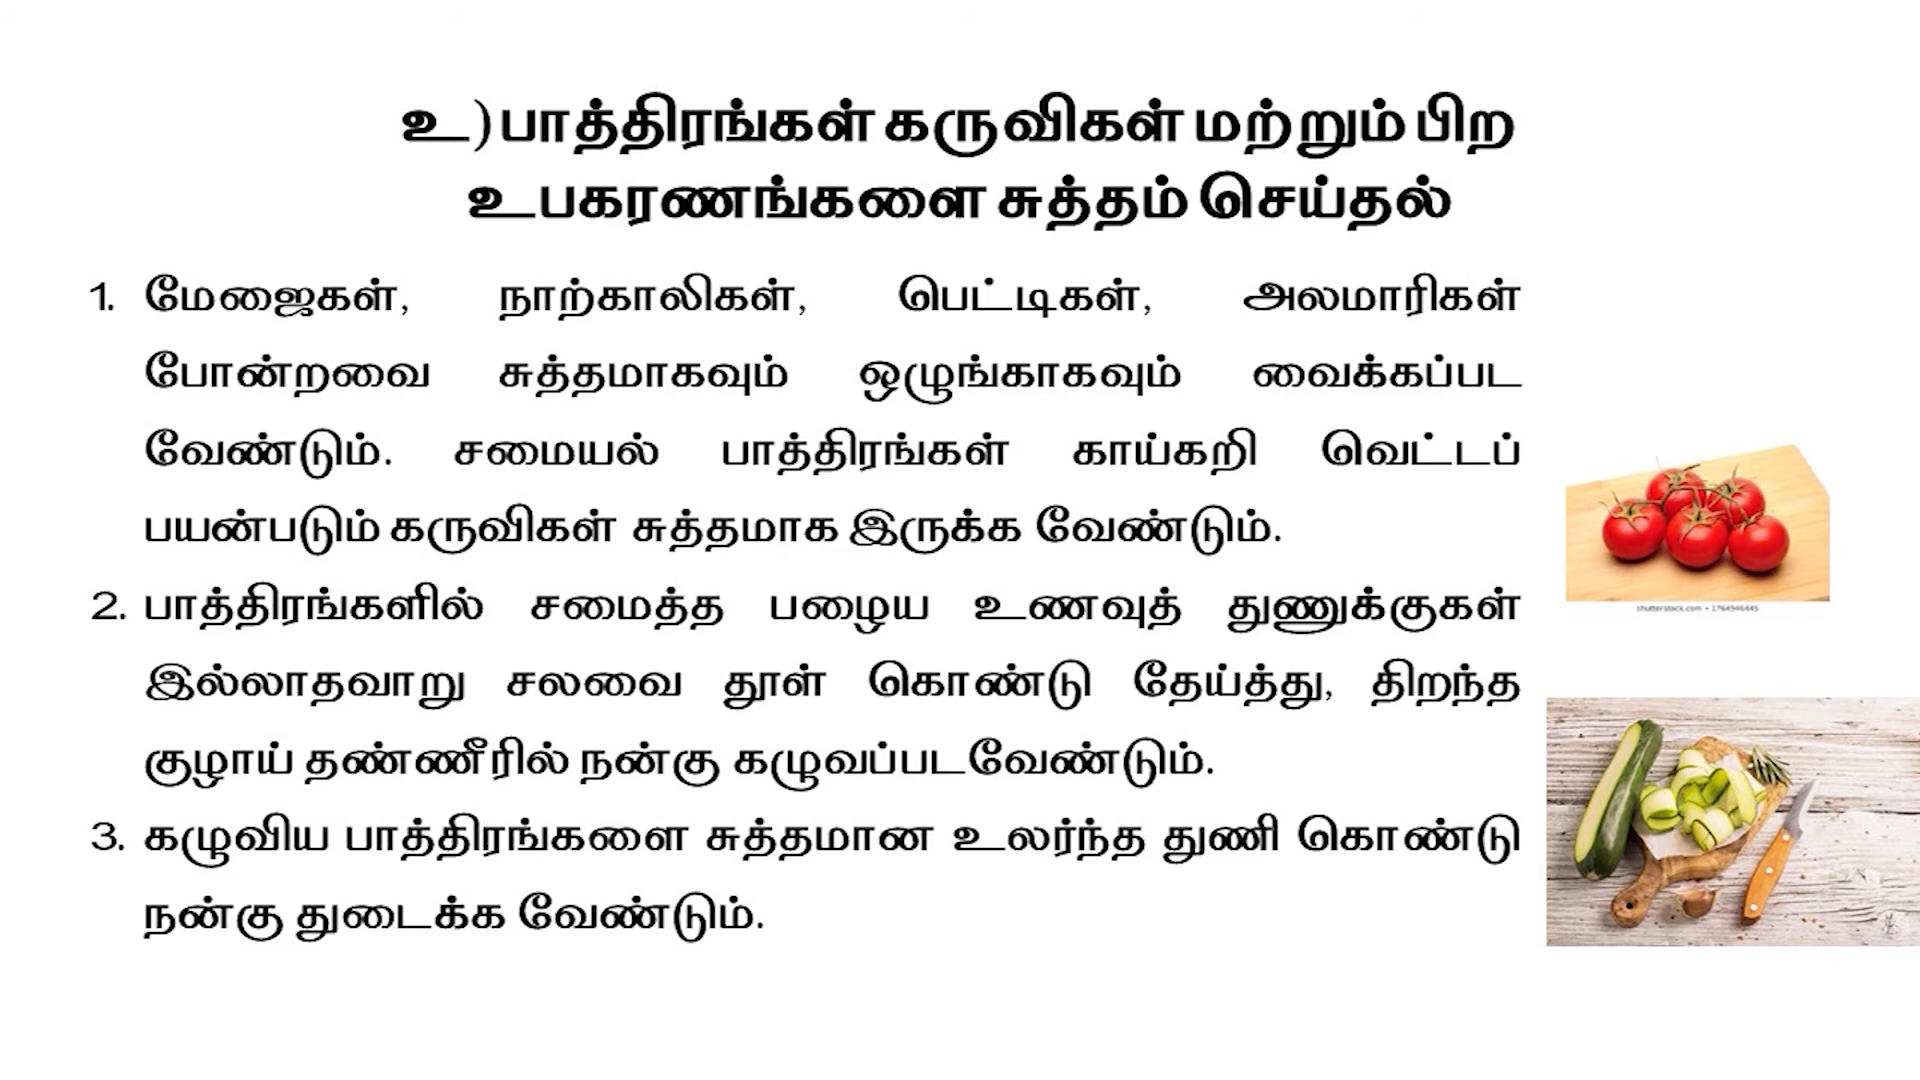 உ) பாத்திரங்கள் கருவிகள் மற்றும் பிற
உபகரணங்களை சுத்தம் செய்தல்
1. மேஜைகள், நாற்காலிகள், பெட்டிகள், அலமாரிகள்
போன்றவை சுத்தமாகவும் ஒழுங்காகவும் வைக்கப்பட
வேண்டும். சமையல் பாத்திரங்கள் காய்கறி வெட்டப்
பயன்படும் கருவிகள் சுத்தமாக இருக்க வேண்டும்.
2. பாத்திரங்களில் சமைத்த பழைய உணவுத் துணுக்குகள்
இல்லாதவாறு சலவை தூள் கொண்டு தேய்த்து, திறந்த
குழாய் தண்ணீரில் நன்கு கழுவப்படவேண்டும்.
3. கழுவிய பாத்திரங்களை சுத்தமான உலர்ந்த துணி கொண்டு
நன்கு துடைக்க வேண்டும்.
shutterstock.com • 1764946445